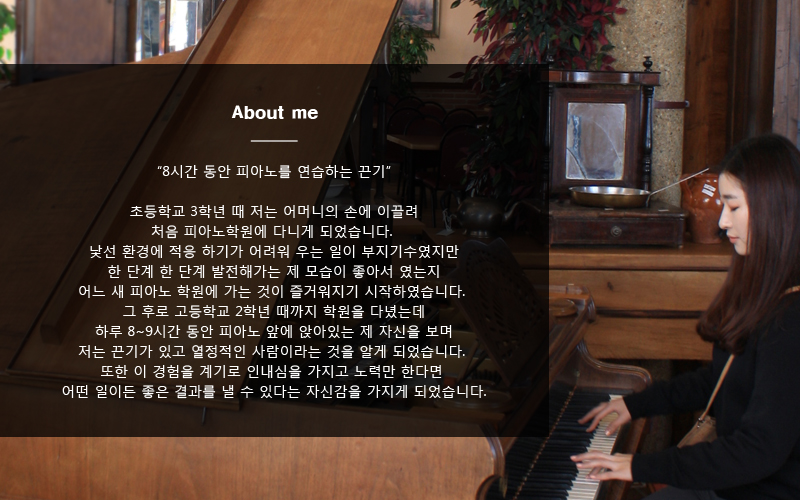 About me
"8시간 동안 피아노를 연습하는 끈기"
초등학교 3학년 때 저는 어머니의 손에 이끌려
처음 피아노학원에 다니게 되었습니다.
낯선 환경에 적응 하기가 어려워 우는 일이 부지기수였지만
한 단계 한 단계 발전해가는 제 모습이 좋아서 였는지
어느 새 피아노 학원에 가는 것이 즐거워지기 시작하였습니다.
그 후로 고등학교 2학년 때까지 학원을 다녔는데
하루 8~9시간 동안 피아노 앞에 앉아있는 제 자신을 보며
저는 끈기가 있고 열정적인 사람이라는 것을 알게 되었습니다.
또한 이 경험을 계기로 인내심을 가지고 노력만 한다면
어떤 일이든 좋은 결과를 낼 수 있다는 자신감을 가지게 되었습니다.